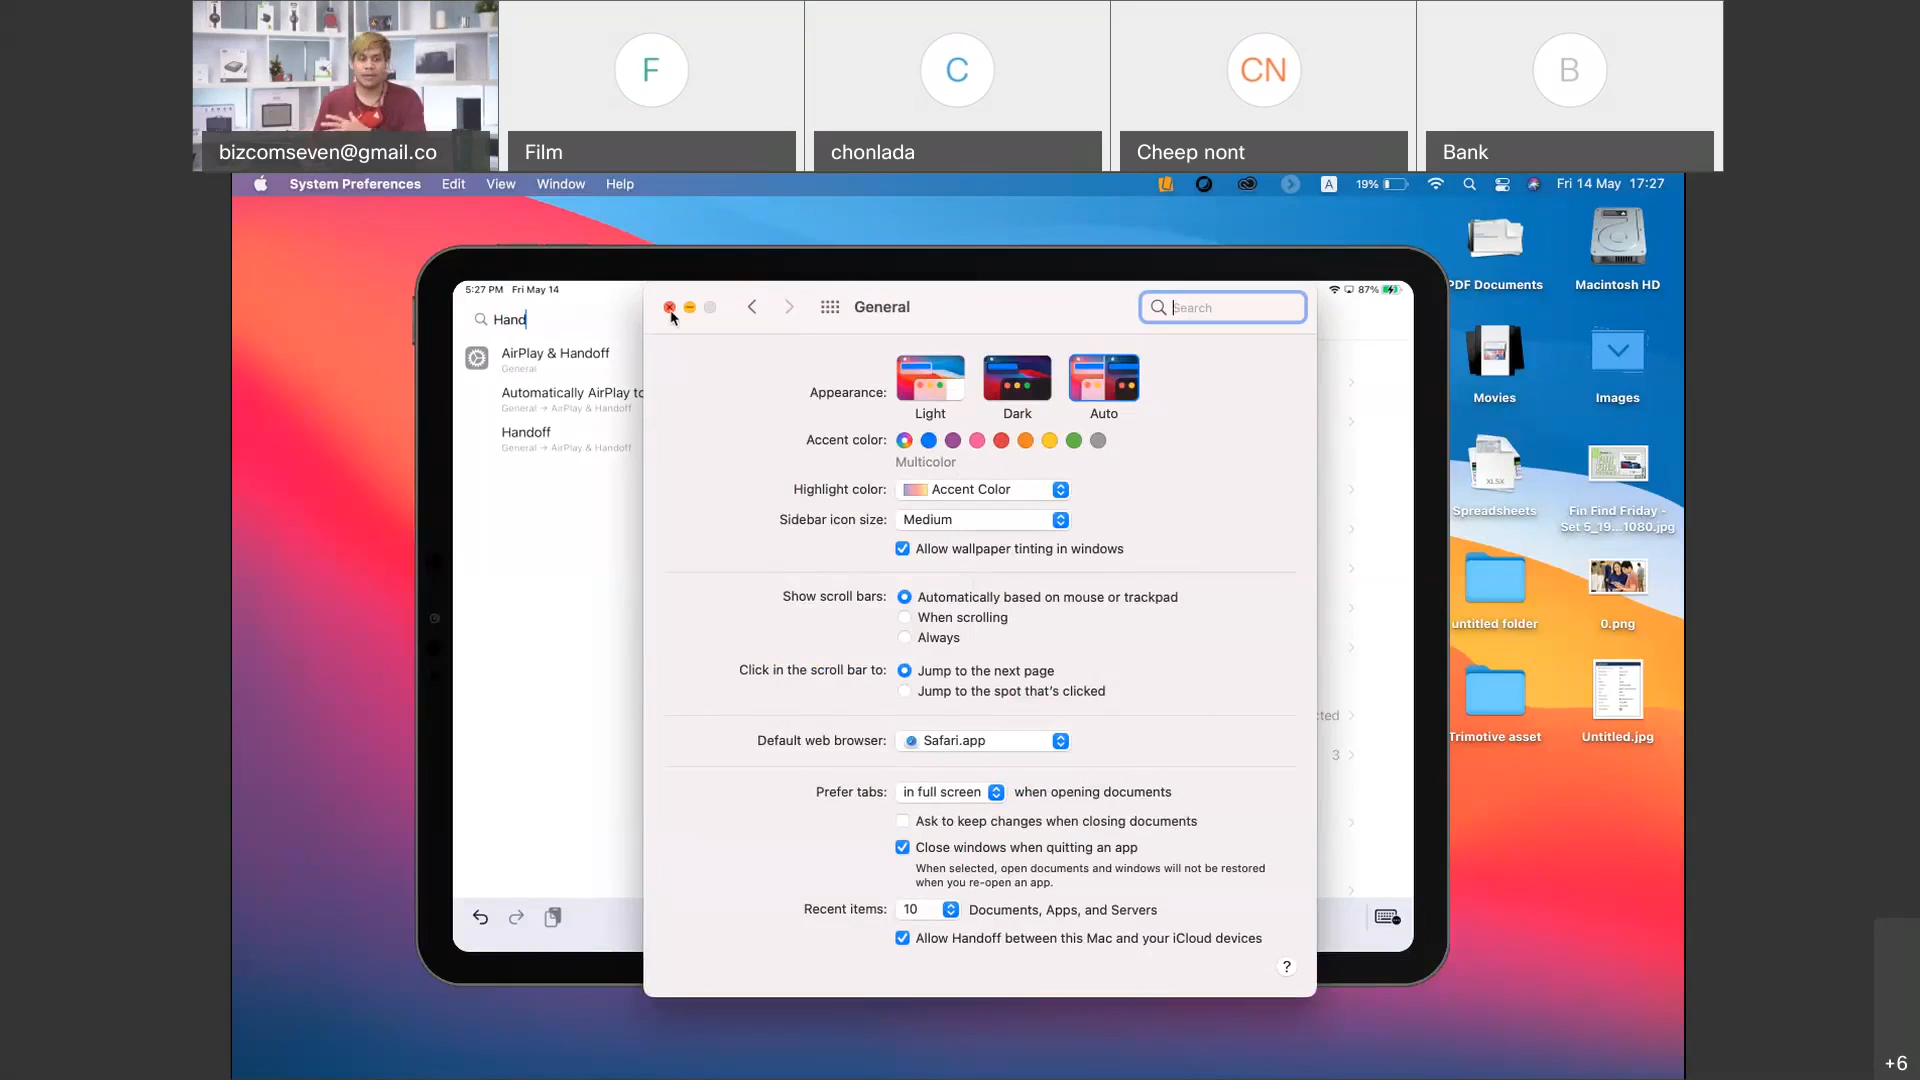 F
C
CN
B
bizcomseven@gmail.co
Film
chonlada
Cheep nont
Bank
System Preferences Edit View Window Help
A 19% Fri 14 May 17:27
5:27 PM Fri May 14
87%
Hand
AirPlay & Handoff
General
Automatically AirPlay to
General → AirPlay & Handoff
Handoff
General → AirPlay & Handoff
General
Search
Appearance:
Light Dark Auto
Accent color:
Multicolor
Highlight color: Accent Color
Sidebar icon size: Medium
Allow wallpaper tinting in windows
Show scroll bars: Automatically based on mouse or trackpad
When scrolling
Always
Click in the scroll bar to: Jump to the next page
Jump to the spot that's clicked
Default web browser: Safari.app
Prefer tabs: in full screen when opening documents
Ask to keep changes when closing documents
Close windows when quitting an app
When selected, open documents and windows will not be restored
when you re-open an app.
Recent items: 10 Documents, Apps, and Servers
Allow Handoff between this Mac and your iCloud devices
?
cted
3
PDF Documents Macintosh HD
Movies Images
XLSX
Spreadsheets
Fin Find Friday -
Set 5_19...1080.jpg
untitled folder 0.png
Trimotive asset Untitled.jpg
+6